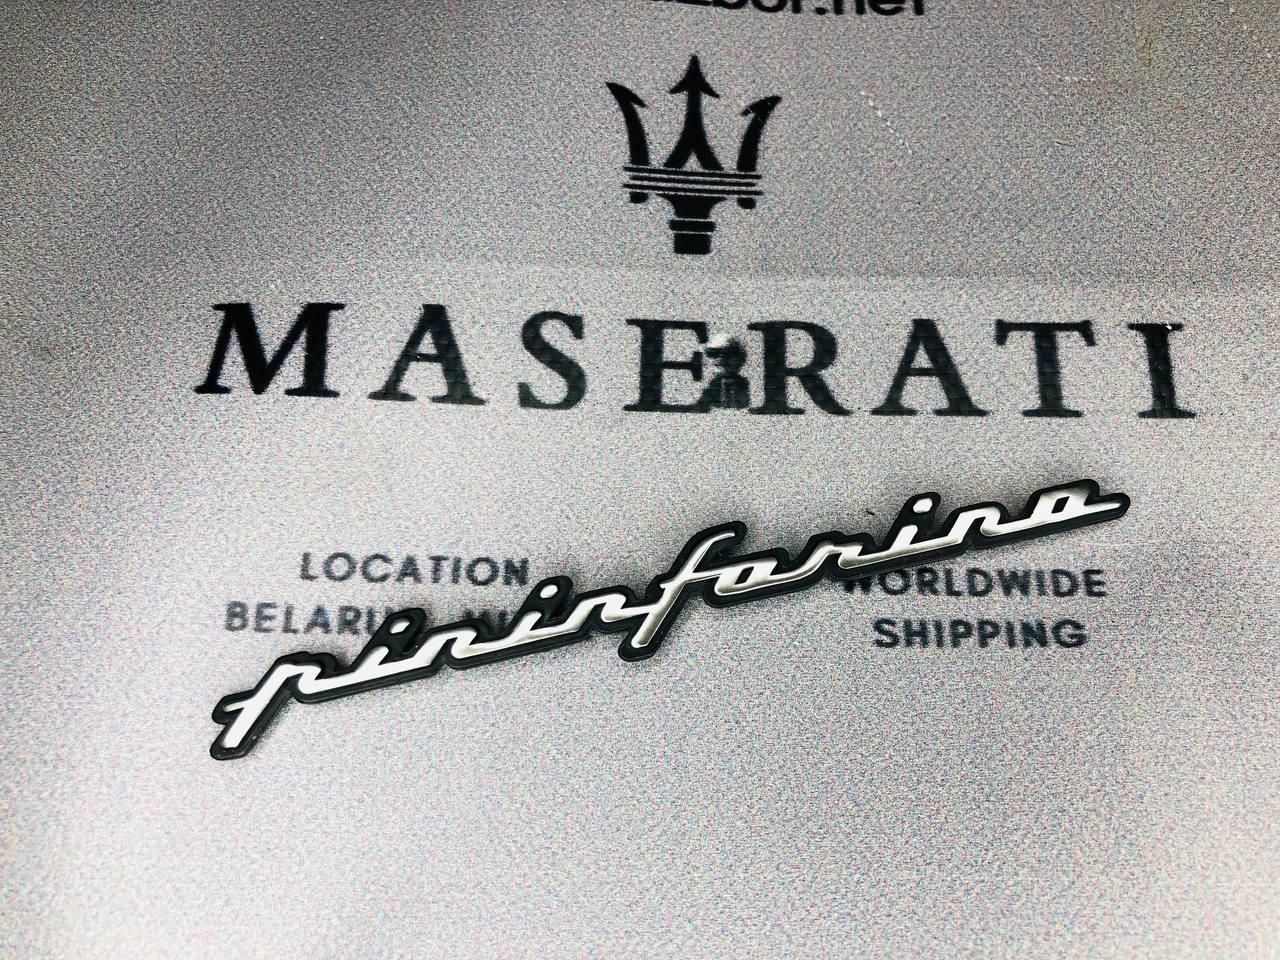 MASERATI
pininfarina
LOCATION
WORLDWIDE
SHIPPING